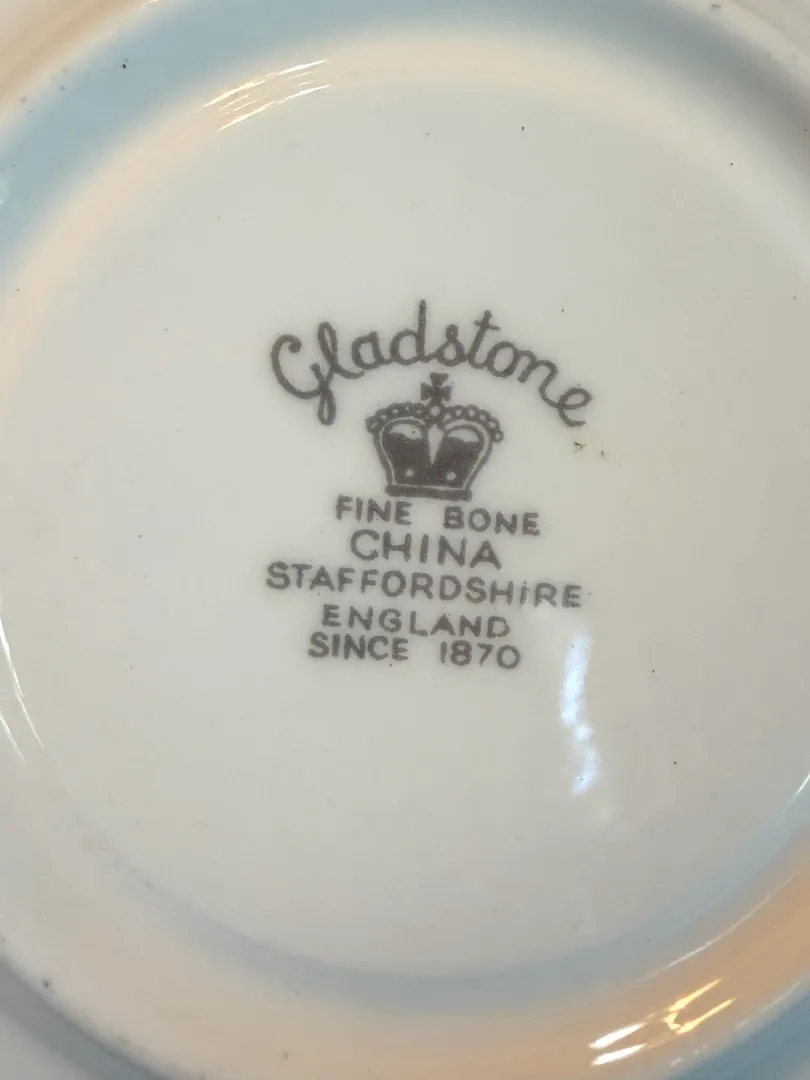 Gladstone
FINE BONE
CHINA
STAFFORDSHIRE
ENGLAND
SINCE 1870